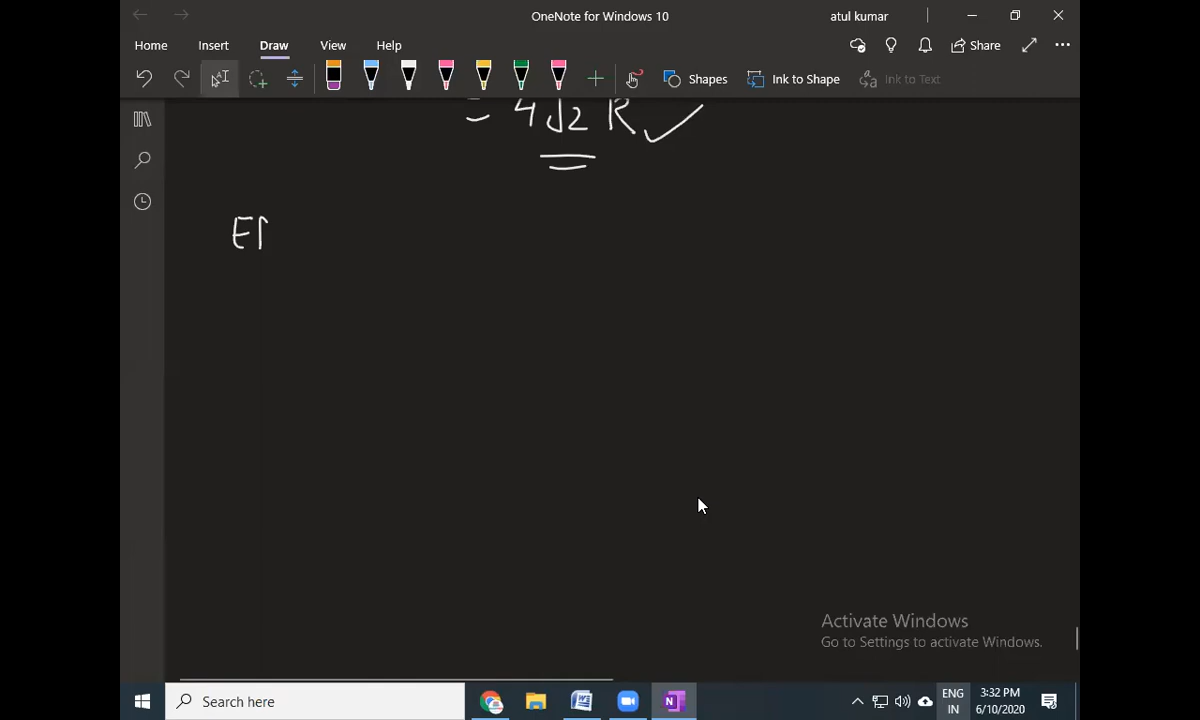 OneNote for Windows 10
atul kumar
Home Insert Draw View Help
Share
Shapes Ink to Shape Ink to Text
= 4√2 R ✓
Activate Windows
Go to Settings to activate Windows.
Search here
ENG
IN
3:32 PM
6/10/2020